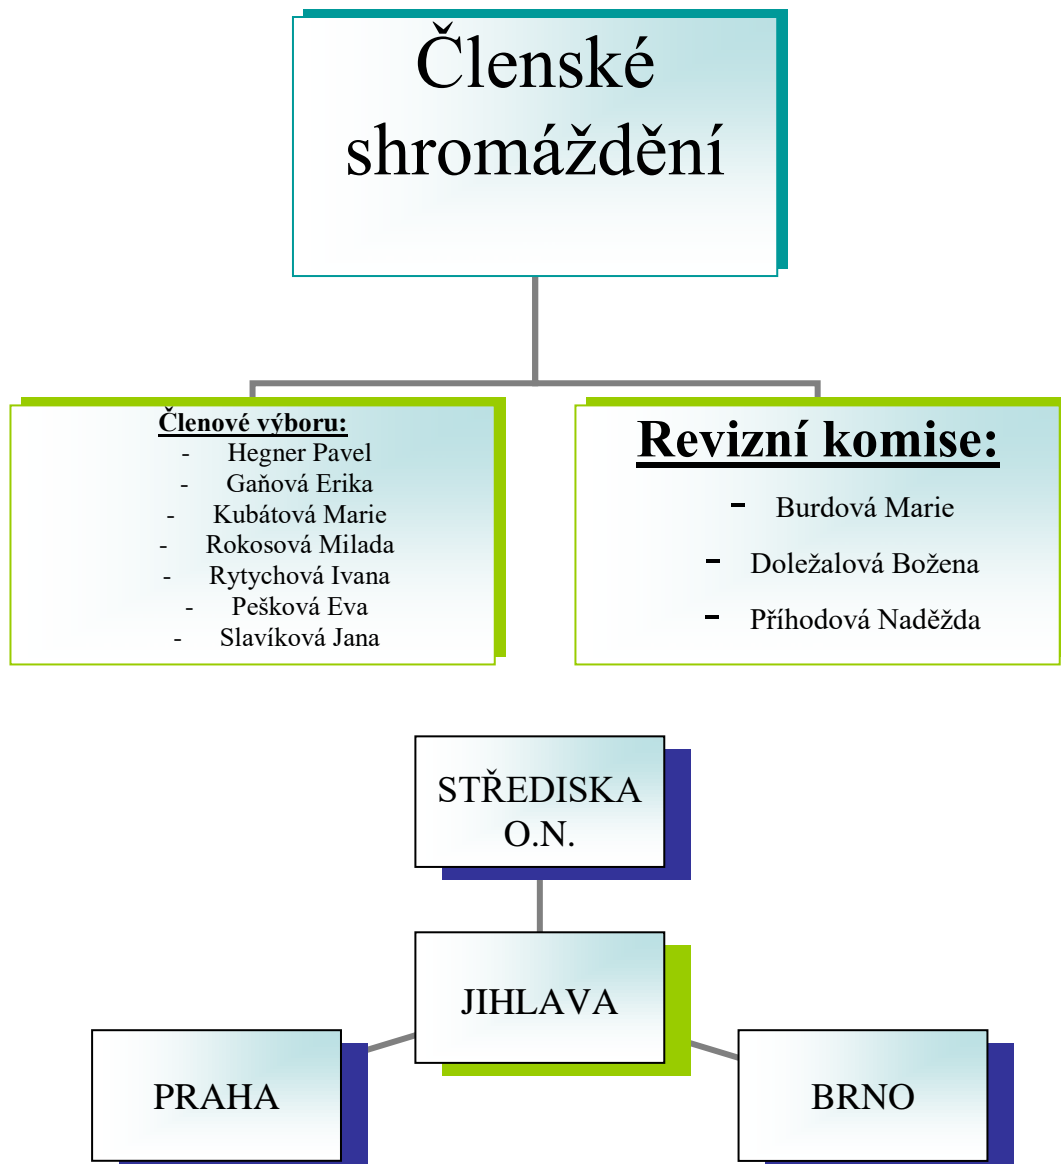 Členské
shromáždění
Členové výboru:
- Hegner Pavel
- Gaňová Erika
- Kubátová Marie
- Rokosová Milada
- Rytychová Ivana
- Pešková Eva
- Slavíková Jana
Revizní komise:
- Burdová Marie
- Doležalová Božena
- Příhodová Naděžda
STŘEDISKA
O.N.
JIHLAVA
PRAHA
BRNO